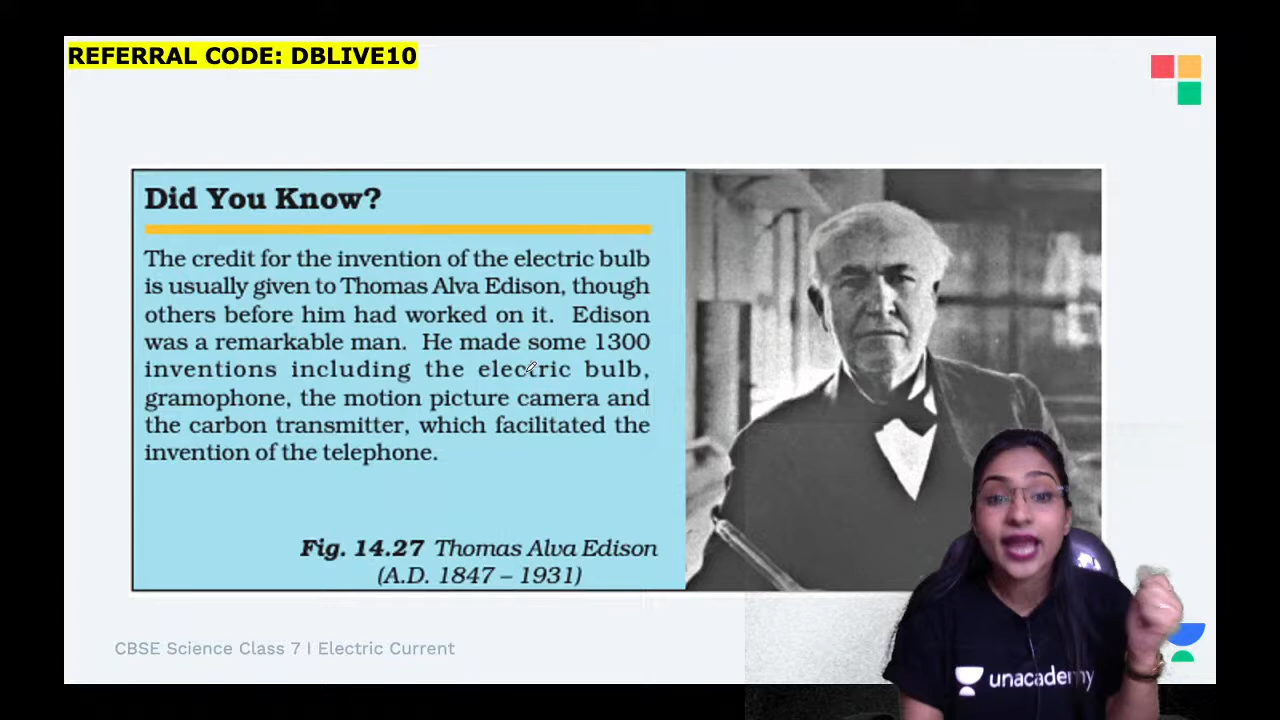 REFERRAL CODE: DBLIVE10
Did You Know?
The credit for the invention of the electric bulb
is usually given to Thomas Alva Edison, though
others before him had worked on it. Edison
was a remarkable man. He made some 1300
inventions including the electric bulb,
gramophone, the motion picture camera and
the carbon transmitter, which facilitated the
invention of the telephone.
Fig. 14.27 Thomas Alva Edison
(A.D. 1847 – 1931)
CBSE Science Class 7 I Electric Current
unacademy